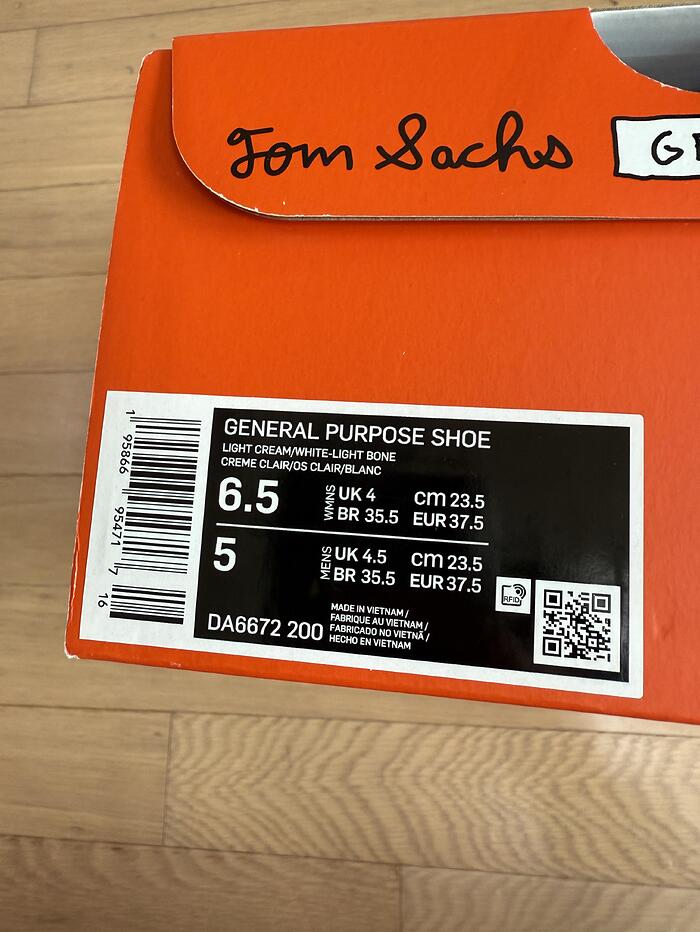 Tom Sachs
GENERAL PURPOSE SHOE
LIGHT CREAM/WHITE-LIGHT BONE
CREME CLAIR/OS CLAIR/BLANC
6.5 WMNS UK 4 cm 23.5
BR 35.5 EUR 37.5
5 MENS UK 4.5 cm 23.5
BR 35.5 EUR 37.5
DA6672 200
MADE IN VIETNAM /
FABRIQUE AU VIETNAM /
FABRICADO NO VIETNÃ /
HECHO EN VIETNAM
RFID
1 95866 95471 7 16